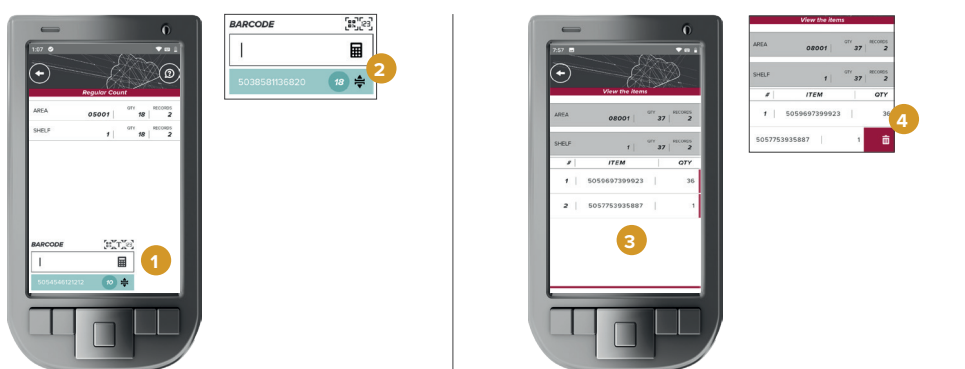 1:07
Regular Count
AREA 05001 QTY 18 RECORDS 2
SHELF 1 QTY 18 RECORDS 2
BARCODE
5054546121212 10
1
BARCODE 123
5038581136820 18
2
7:57
View the items
AREA 08001 QTY 37 RECORDS 2
SHELF 1 QTY 37 RECORDS 2
# ITEM QTY
1 5059697399923 36
2 5057753935887 1
3
View the items
AREA 08001 QTY 37 RECORDS 2
SHELF 1 QTY 37 RECORDS 2
# ITEM QTY
1 5059697399923 36
5057753935887 1
4